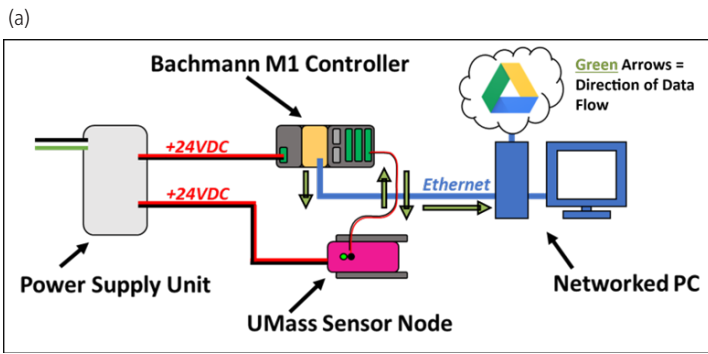 (a)
Bachmann M1 Controller
Green Arrows =
Direction of Data
Flow
+24VDC
+24VDC
Ethernet
Power Supply Unit
UMass Sensor Node
Networked PC